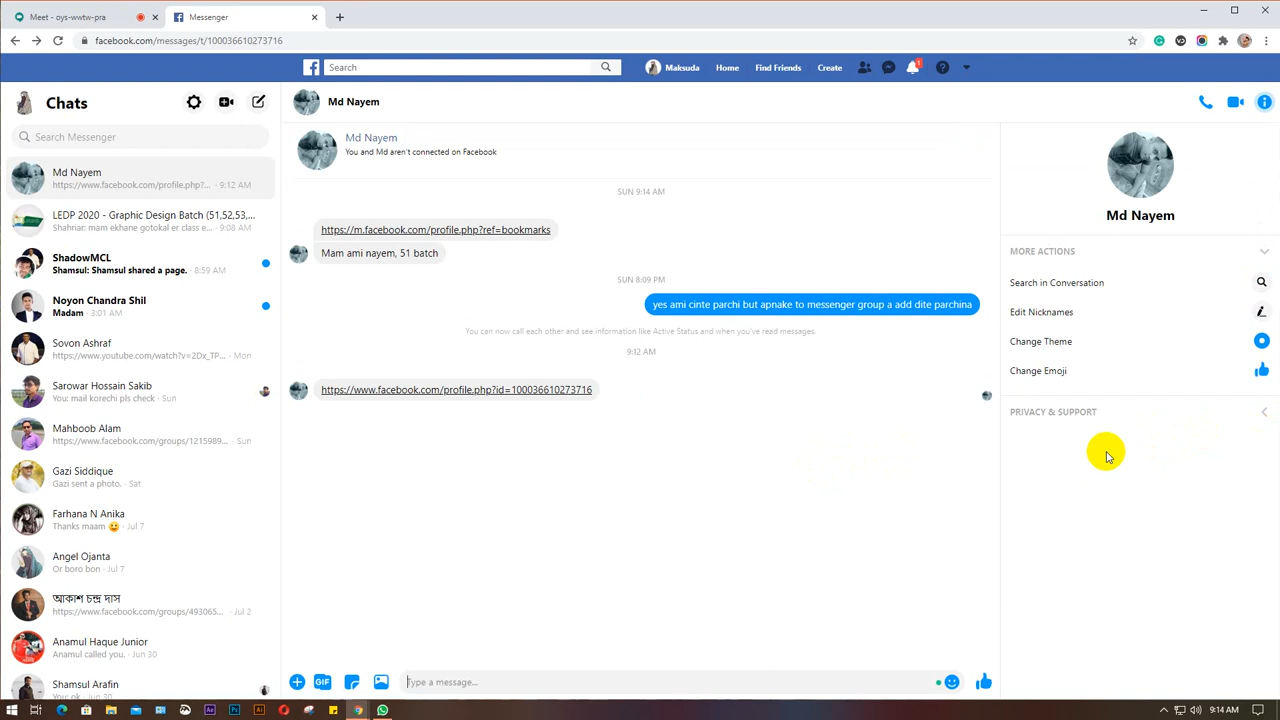 Meet - oys-wwtw-pra
Messenger
facebook.com/messages/t/100036610273716
Search
Maksuda
Home
Find Friends
Create
1
Chats
Search Messenger
Md Nayem
https://www.facebook.com/profile.php?... · 9:12 AM
LEDP 2020 - Graphic Design Batch (51,52,53,...
Shahriar: mam ekhane gotokal er class e... · 9:08 AM
ShadowMCL
Shamsul: Shamsul shared a page. · 8:59 AM
Noyon Chandra Shil
Madam · 3:01 AM
Sovon Ashraf
https://www.youtube.com/watch?v=2Dx_TP... · Mon
Sarowar Hossain Sakib
You: mail korechi pls check · Sun
Mahboob Alam
https://www.facebook.com/groups/1215989... · Sun
Gazi Siddique
Gazi sent a photo. · Sat
Farhana N Anika
Thanks maam 😀 · Jul 7
Angel Ojanta
Or boro bon · Jul 7
আকাশ চন্দ্র দাস
https://www.facebook.com/groups/493065... · Jul 2
Anamul Haque Junior
Anamul called you. · Jun 30
Shamsul Arafin
You: ok · Jun 30
Md Nayem
Md Nayem
You and Md aren't connected on Facebook
SUN 9:14 AM
https://m.facebook.com/profile.php?ref=bookmarks
Mam ami nayem, 51 batch
SUN 8:09 PM
yes ami cinte parchi but apnake to messenger group a add dite parchina
You can now call each other and see information like Active Status and when you've read messages.
9:12 AM
https://www.facebook.com/profile.php?id=100036610273716
GIF
Type a message...
Md Nayem
MORE ACTIONS
Search in Conversation
Edit Nicknames
Change Theme
Change Emoji
PRIVACY & SUPPORT
Ae
Ps
Ai
9:14 AM